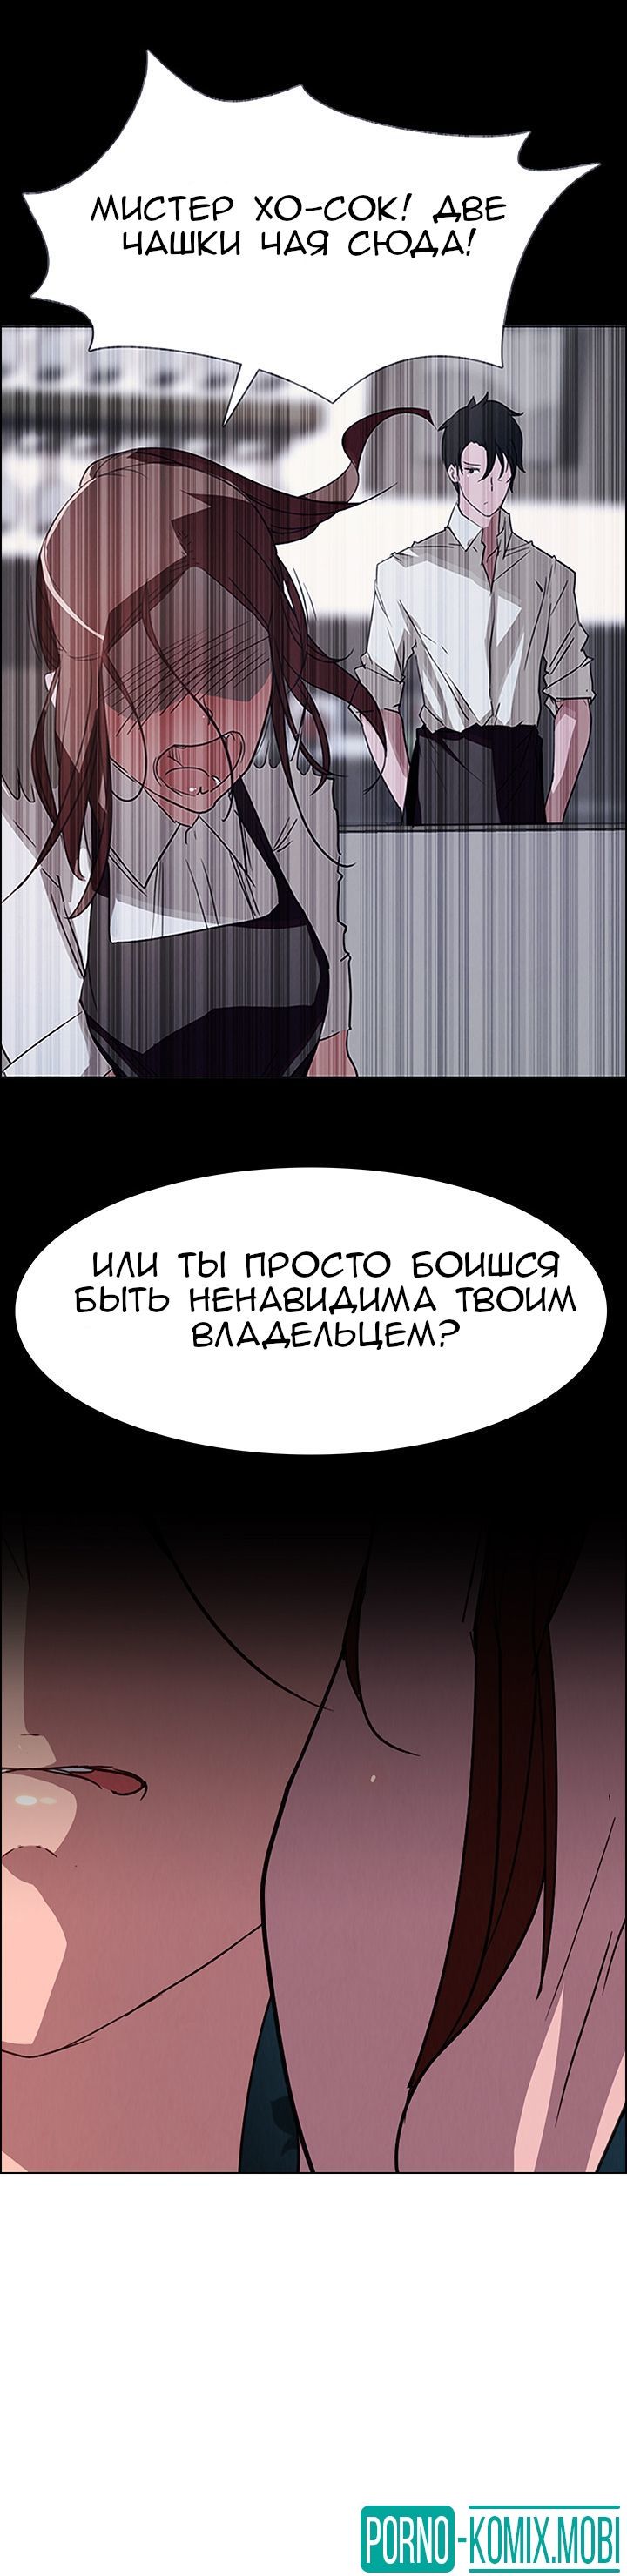 МИСТЕР ХО-СОК! ДВЕ
ЧАШКИ ЧАЯ СЮДА!
ИЛИ ТЫ ПРОСТО БОИШСЯ
БЫТЬ НЕНАВИДИМА ТВОИМ
ВЛАДЕЛЬЦЕМ?
PORNO-KOMIX.MOBI